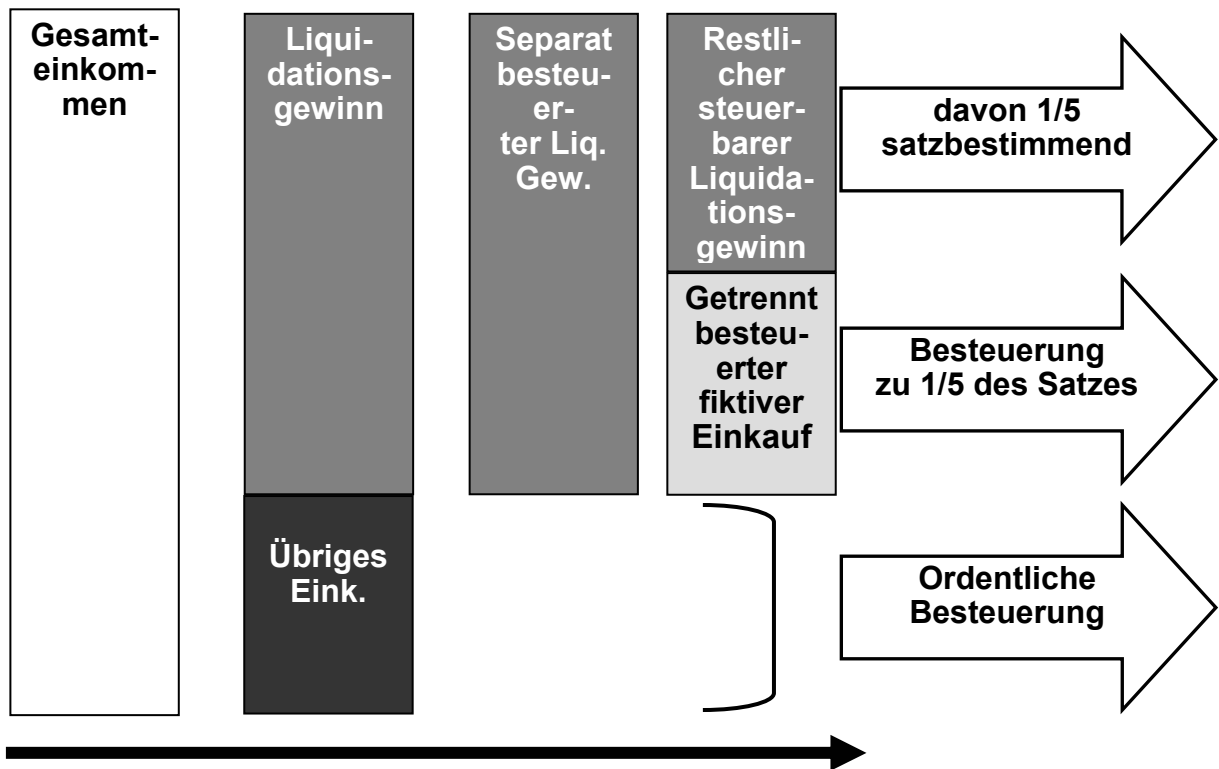 Gesamt-
einkom-
men
Liqui-
dations-
gewinn
Separat
besteu-
er-
ter Liq.
Gew.
Restli-
cher
steuer-
barer
Liquida-
tions-
gewinn
davon 1/5
satzbestimmend
Getrennt
besteu-
erter
fiktiver
Einkauf
Besteuerung
zu 1/5 des Satzes
Übriges
Eink.
Ordentliche
Besteuerung